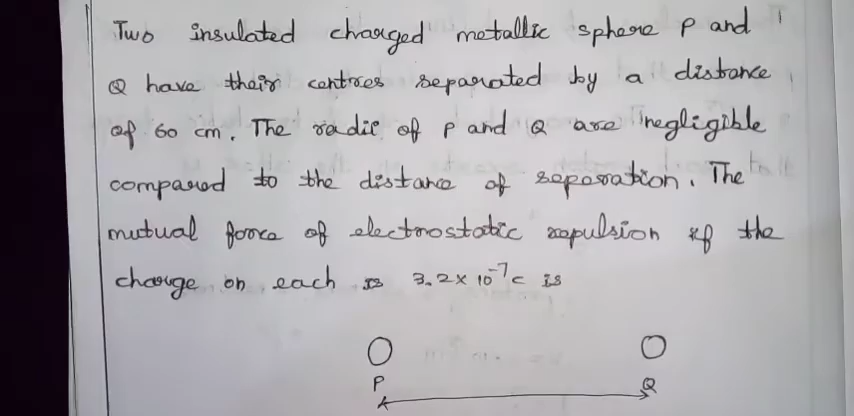 Two insulated charged metallic sphere P and
Q have their centres separated by a distance
of 60 cm. The radii of P and Q are negligible
compared to the distance of separation. The
mutual force of electrostatic repulsion if the
charge on each is 3.2 x 10⁻⁷ c is
P
Q